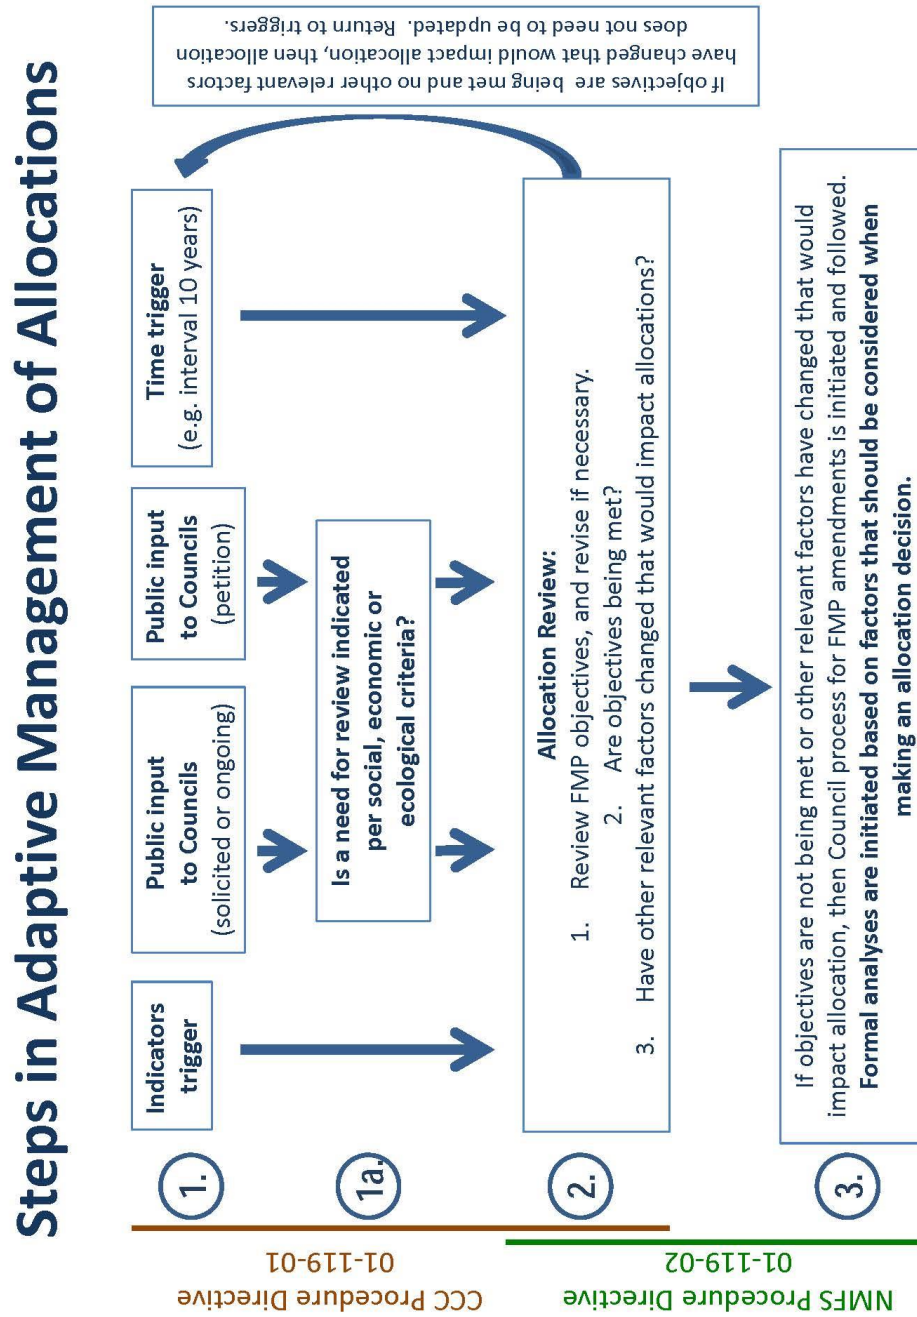 Steps in Adaptive Management of Allocations
CCC Procedure Directive
01-119-01
NMFS Procedure Directive
01-119-02
1.
Indicators
trigger
Public input
to Councils
(solicited or ongoing)
Public input
to Councils
(petition)
Time trigger
(e.g. interval 10 years)
1a.
Is a need for review indicated
per social, economic or
ecological criteria?
2.
Allocation Review:
1. Review FMP objectives, and revise if necessary.
2. Are objectives being met?
3. Have other relevant factors changed that would impact allocations?
If objectives are being met and no other relevant factors
have changed that would impact allocation, then allocation
does not need to be updated. Return to triggers.
3.
If objectives are not being met or other relevant factors have changed that would
impact allocation, then Council process for FMP amendments is initiated and followed.
Formal analyses are initiated based on factors that should be considered when
making an allocation decision.